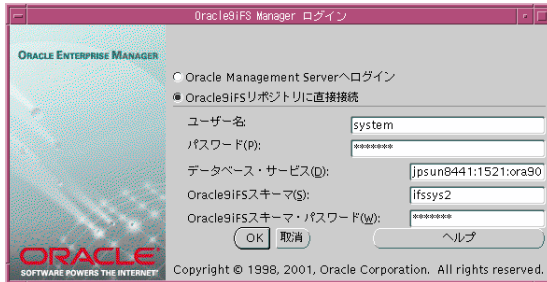 Oracle9iFS Manager ログイン
ORACLE ENTERPRISE MANAGER
Oracle Management Serverへログイン
Oracle9iFSリポジトリに直接接続
ユーザー名:
system
パスワード(P):
*******
データベース・サービス(D):
jpsun8441:1521:ora90
Oracle9iFSスキーマ(S):
ifssys2
Oracle9iFSスキーマ・パスワード(W):
*******
OK
取消
ヘルプ
ORACLE
SOFTWARE POWERS THE INTERNET
Copyright © 1998, 2001, Oracle Corporation. All rights reserved.